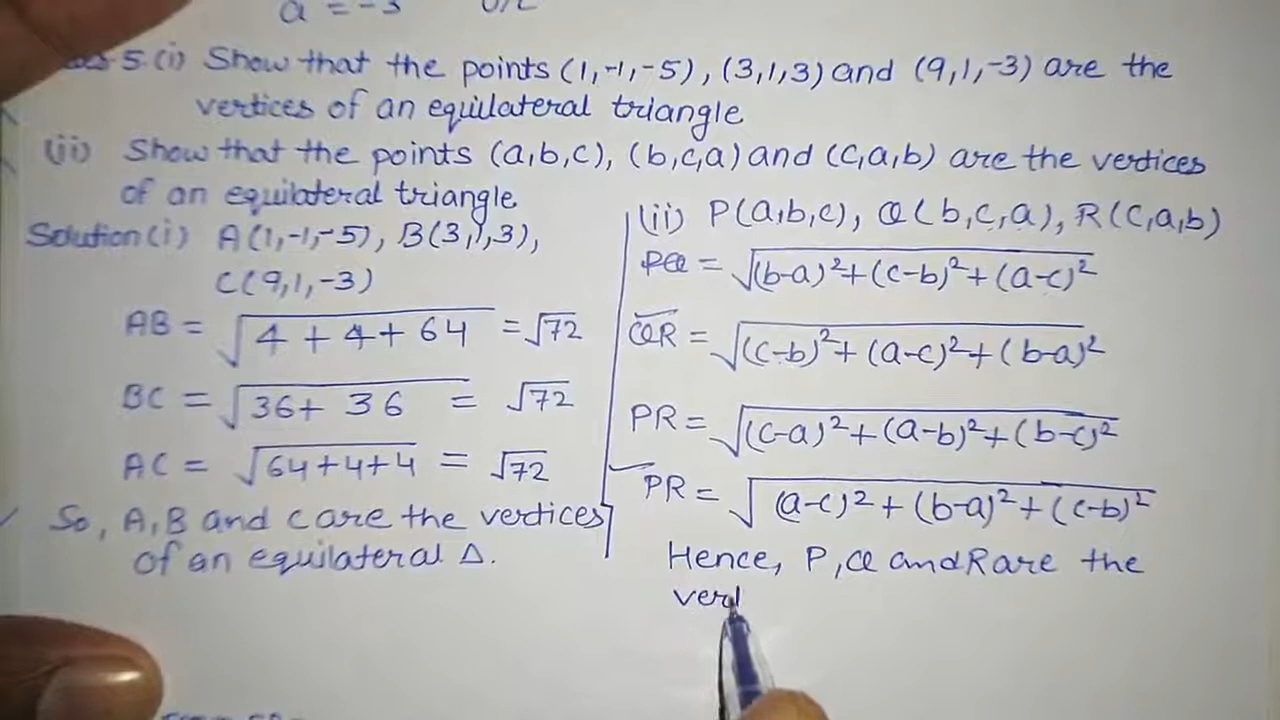 a = -3
5. (i) Show that the points (1,-1,-5), (3,1,3) and (9,1,-3) are the
vertices of an equilateral triangle
(ii) Show that the points (a,b,c), (b,c,a) and (c,a,b) are the vertices
of an equilateral triangle
Solution (i) A(1,-1,-5), B(3,1,3),
C(9,1,-3)
AB = √4 + 4 + 64 = √72
BC = √36 + 36 = √72
AC = √64+4+4 = √72
So, A,B and C are the vertices
of an equilateral Δ.
(ii) P(a,b,c), Q(b,c,a), R(c,a,b)
PQ = √(b-a)²+(c-b)²+(a-c)²
QR = √(c-b)²+(a-c)²+(b-a)²
PR = √(c-a)²+(a-b)²+(b-c)²
PR = √(a-c)²+(b-a)²+(c-b)²
Hence, P,Q and R are the
ver